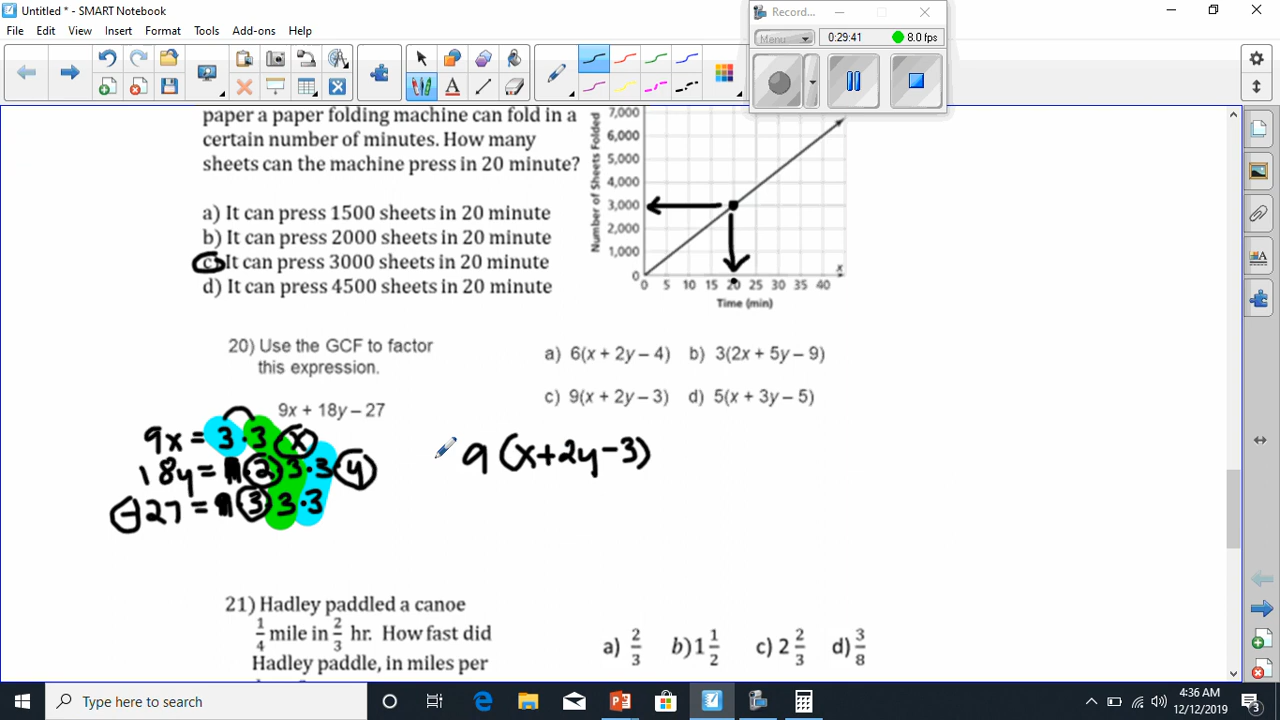 Untitled * - SMART Notebook
File Edit View Insert Format Tools Add-ons Help
Record...
Menu 0:29:41 8.0 fps
paper a paper folding machine can fold in a
certain number of minutes. How many
sheets can the machine press in 20 minute?
a) It can press 1500 sheets in 20 minute
b) It can press 2000 sheets in 20 minute
c) It can press 3000 sheets in 20 minute
d) It can press 4500 sheets in 20 minute
Number of Sheets Folded
7,000
6,000
5,000
4,000
3,000
2,000
1,000
0
x
0 5 10 15 20 25 30 35 40
Time (min)
20) Use the GCF to factor
this expression.
9x + 18y – 27
a) 6(x + 2y – 4) b) 3(2x + 5y – 9)
c) 9(x + 2y – 3) d) 5(x + 3y – 5)
9x = 3·3 x
18y = 2 3·3 y
-27 = 3 3·3
9 (x+2y-3)
21) Hadley paddled a canoe
1/4 mile in 2/3 hr. How fast did
Hadley paddle, in miles per
a) 2/3 b) 1 1/2 c) 2 2/3 d) 3/8
Type here to search
4:36 AM
12/12/2019
3